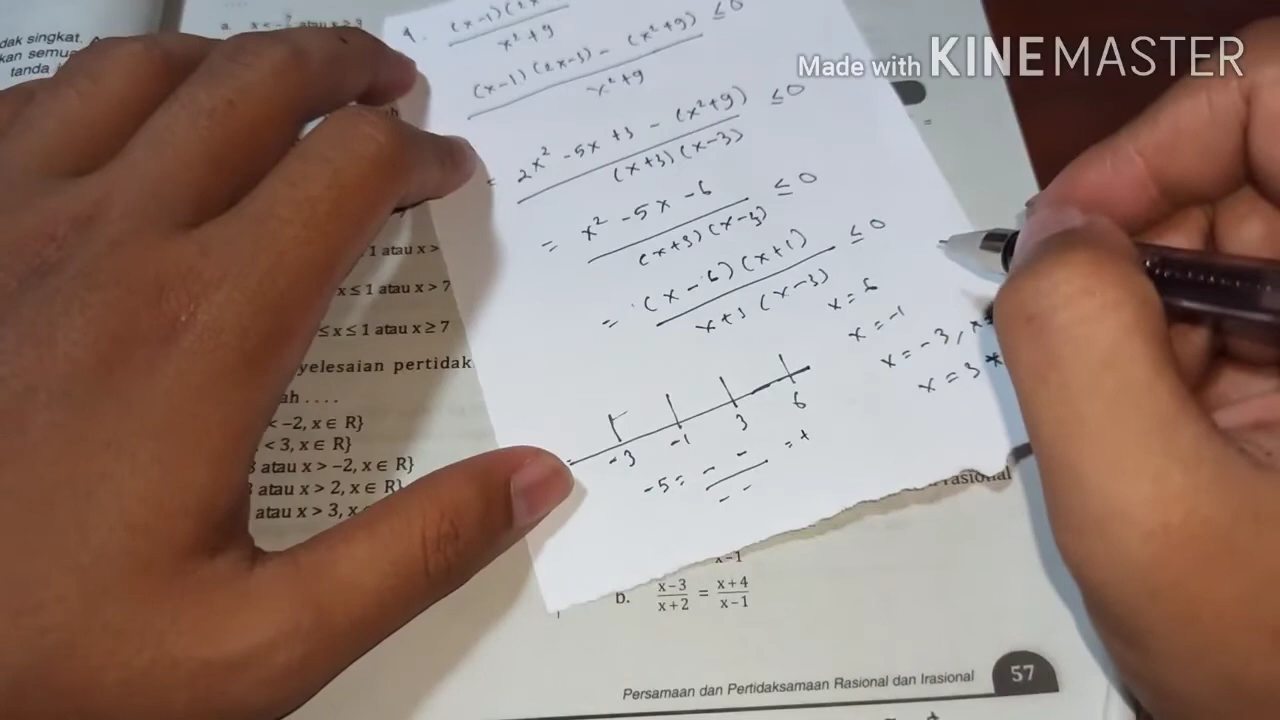 Made with KINEMASTER
a. x < -7 atau x ≥ 3
dak singkat.
kan semua
tanda
1 atau x >
x ≤ 1 atau x > 7
≤ x ≤ 1 atau x ≥ 7
yelesaian pertidak
ah ....
< -2, x ∈ R}
< 3, x ∈ R}
atau x > -2, x ∈ R}
atau x > 2, x ∈ R}
atau x > 3, x
(x-1)(2x
x²+9
(x-1)(2x-3) - (x²+9) ≤ 0
x²+9
= 2x² -5x +3 - (x²+9) ≤ 0
(x+3)(x-3)
= x² -5x -6 ≤ 0
(x+3)(x-3)
= (x-6)(x+1) ≤ 0
x+3 (x-3)
x = 6
x = -1
x = -3, x
x = 3 *
-3 -1 3 6
-5 = - - = +
- -
rasional
x-1
b. x-3 = x+4
x+2 x-1
Persamaan dan Pertidaksamaan Rasional dan Irasional 57